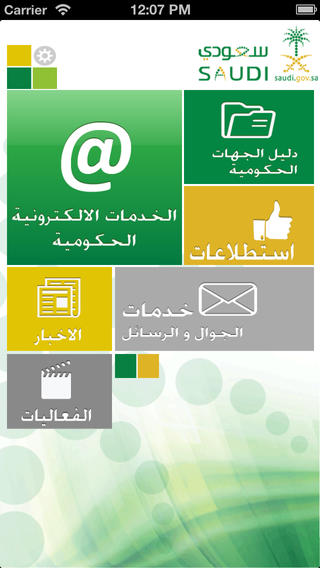 Carrier 12:07 PM
سعودي
SAUDI
saudi.gov.sa
@
الخدمات الالكترونية
الحكومية
دليل الجهات
الحكومية
استطلاعات
الاخبار
خدمات
الجوال و الرسائل
الفعاليات